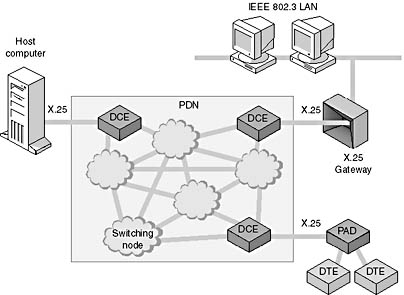 IEEE 802.3 LAN
Host
computer
X.25
PDN
DCE
DCE
X.25
X.25
Gateway
Switching
node
DCE
X.25
PAD
DTE
DTE